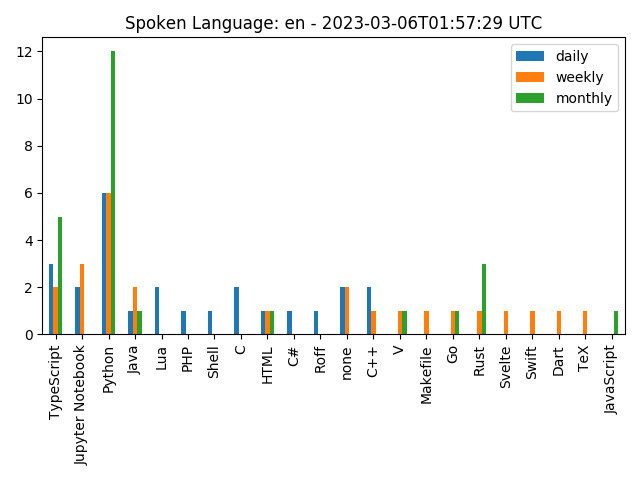 Spoken Language: en - 2023-03-06T01:57:29 UTC
daily
weekly
monthly
12
10
8
6
4
2
0
TypeScript
Jupyter Notebook
Python
Java
Lua
PHP
Shell
C
HTML
C#
Roff
none
C++
V
Makefile
Go
Rust
Svelte
Swift
Dart
TeX
JavaScript